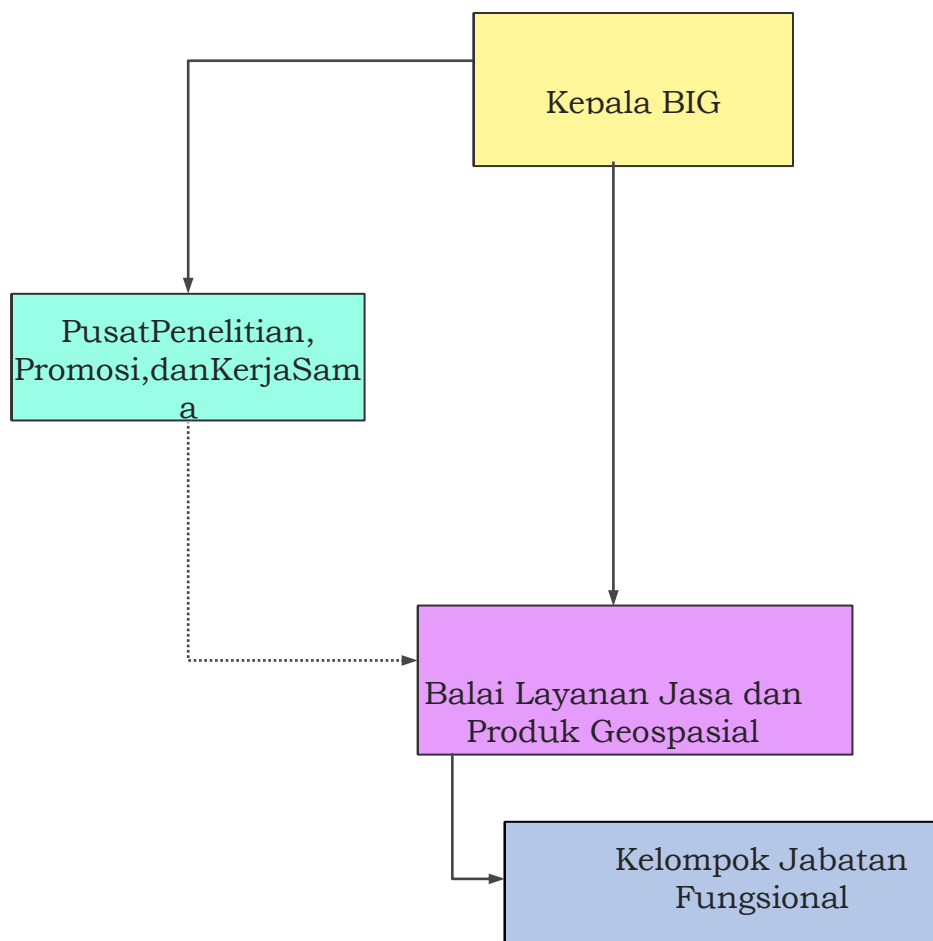 Kepala BIG
PusatPenelitian,
Promosi,danKerjaSam
a
Balai Layanan Jasa dan
Produk Geospasial
Kelompok Jabatan
Fungsional